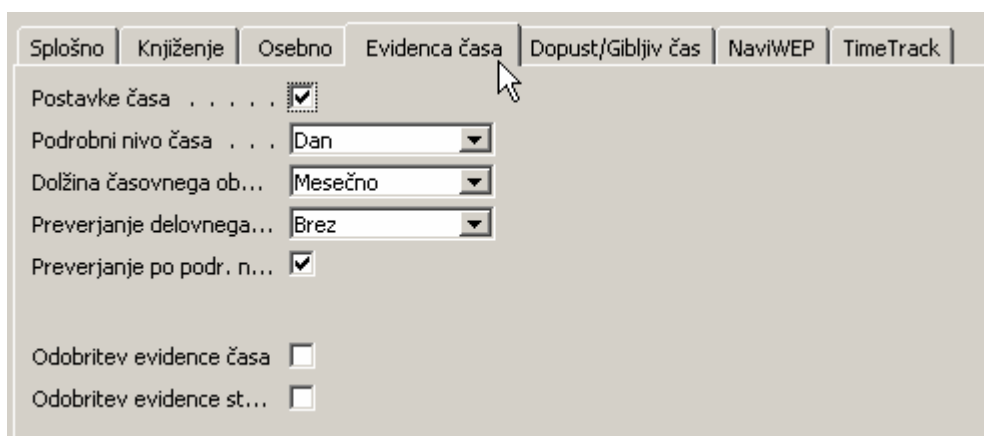 Splošno Knjiženje Osebno Evidenca časa Dopust/Gibljiv čas NaviWEP TimeTrack
Postavke časa . . . . .
Podrobni nivo časa . . . Dan
Dolžina časovnega ob... Mesečno
Preverjanje delovnega... Brez
Preverjanje po podr. n...
Odobritev evidence časa
Odobritev evidence st...